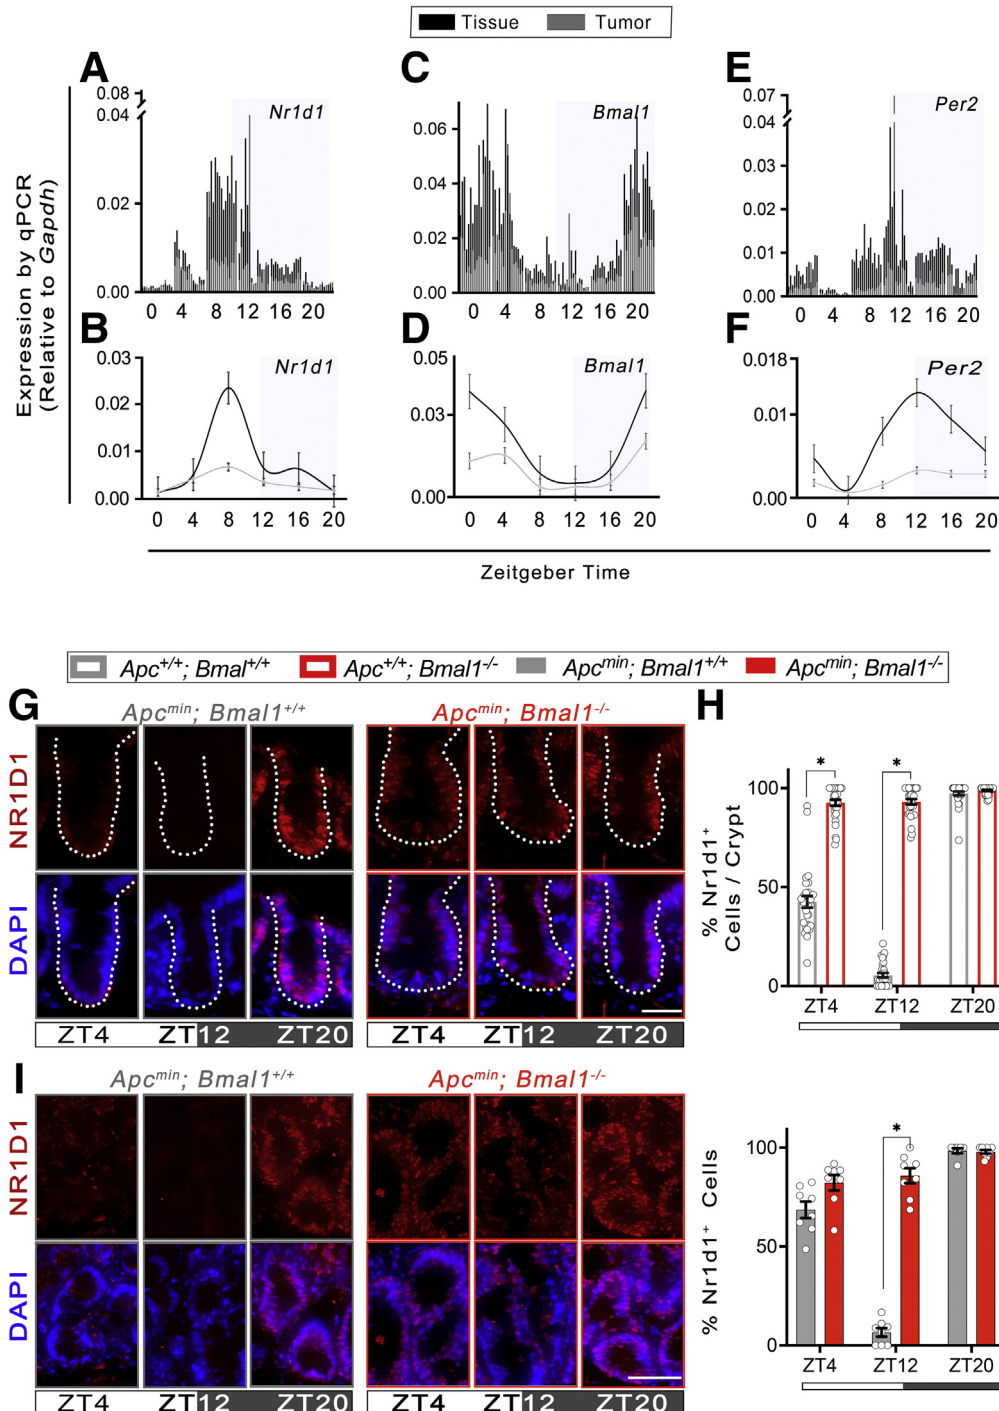 Tissue Tumor
A C E
Expression by qPCR
(Relative to Gapdh)
0.08
0.04
0.02
0.00
Nr1d1
0 4 8 12 16 20
0.06
0.04
0.02
0.00
Bmal1
0 4 8 12 16 20
0.07
0.04
0.03
0.02
0.01
0.00
Per2
0 4 8 12 16 20
B D F
0.03
0.02
0.01
0.00
Nr1d1
0 4 8 12 16 20
0.05
0.03
0.00
Bmal1
0 4 8 12 16 20
0.018
0.01
0.00
Per2
0 4 8 12 16 20
Zeitgeber Time
Apc+/+; Bmal+/+ Apc+/+; Bmal1-/- Apcmin; Bmal1+/+ Apcmin; Bmal1-/-
G
Apcmin; Bmal1+/+ Apcmin; Bmal1-/-
NR1D1
DAPI
ZT4 ZT12 ZT20 ZT4 ZT12 ZT20
H
% Nr1d1+
Cells / Crypt
100
50
0
* *
ZT4 ZT12 ZT20
I
Apcmin; Bmal1+/+ Apcmin; Bmal1-/-
NR1D1
DAPI
ZT4 ZT12 ZT20 ZT4 ZT12 ZT20
% Nr1d1+ Cells
100
50
0
*
ZT4 ZT12 ZT20